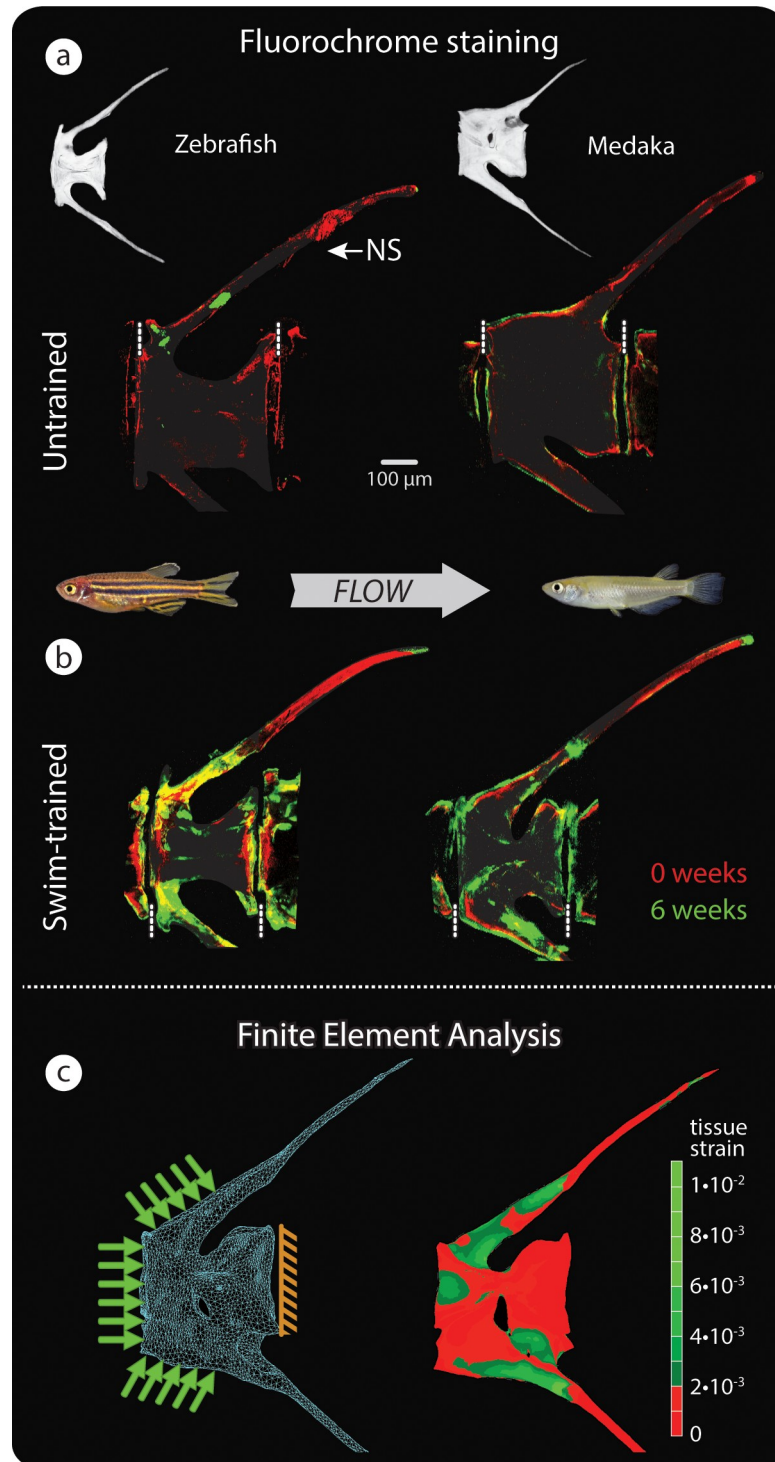 a
Fluorochrome staining
Zebrafish
Medaka
NS
Untrained
100 µm
FLOW
b
Swim-trained
0 weeks
6 weeks
Finite Element Analysis
c
tissue
strain
1•10⁻²
8•10⁻³
6•10⁻³
4•10⁻³
2•10⁻³
0